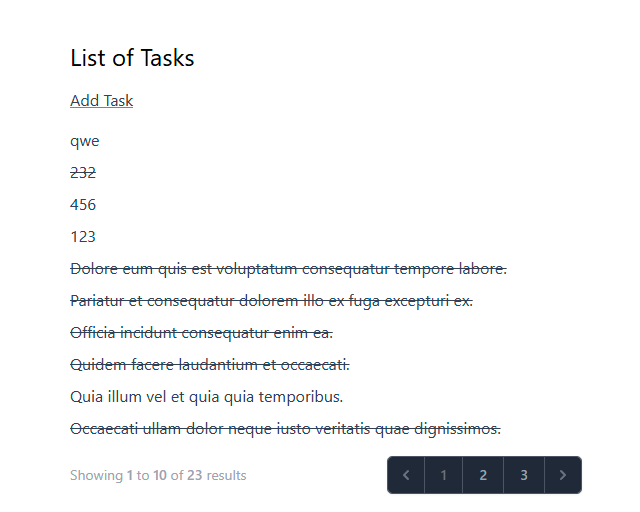 List of Tasks
Add Task
qwe
232
456
123
Dolore eum quis est voluptatum consequatur tempore labore.
Pariatur et consequatur dolorem illo ex fuga excepturi ex.
Officia incidunt consequatur enim ea.
Quidem facere laudantium et occaecati.
Quia illum vel et quia quia temporibus.
Occaecati ullam dolor neque iusto veritatis quae dignissimos.
Showing 1 to 10 of 23 results 1 2 3